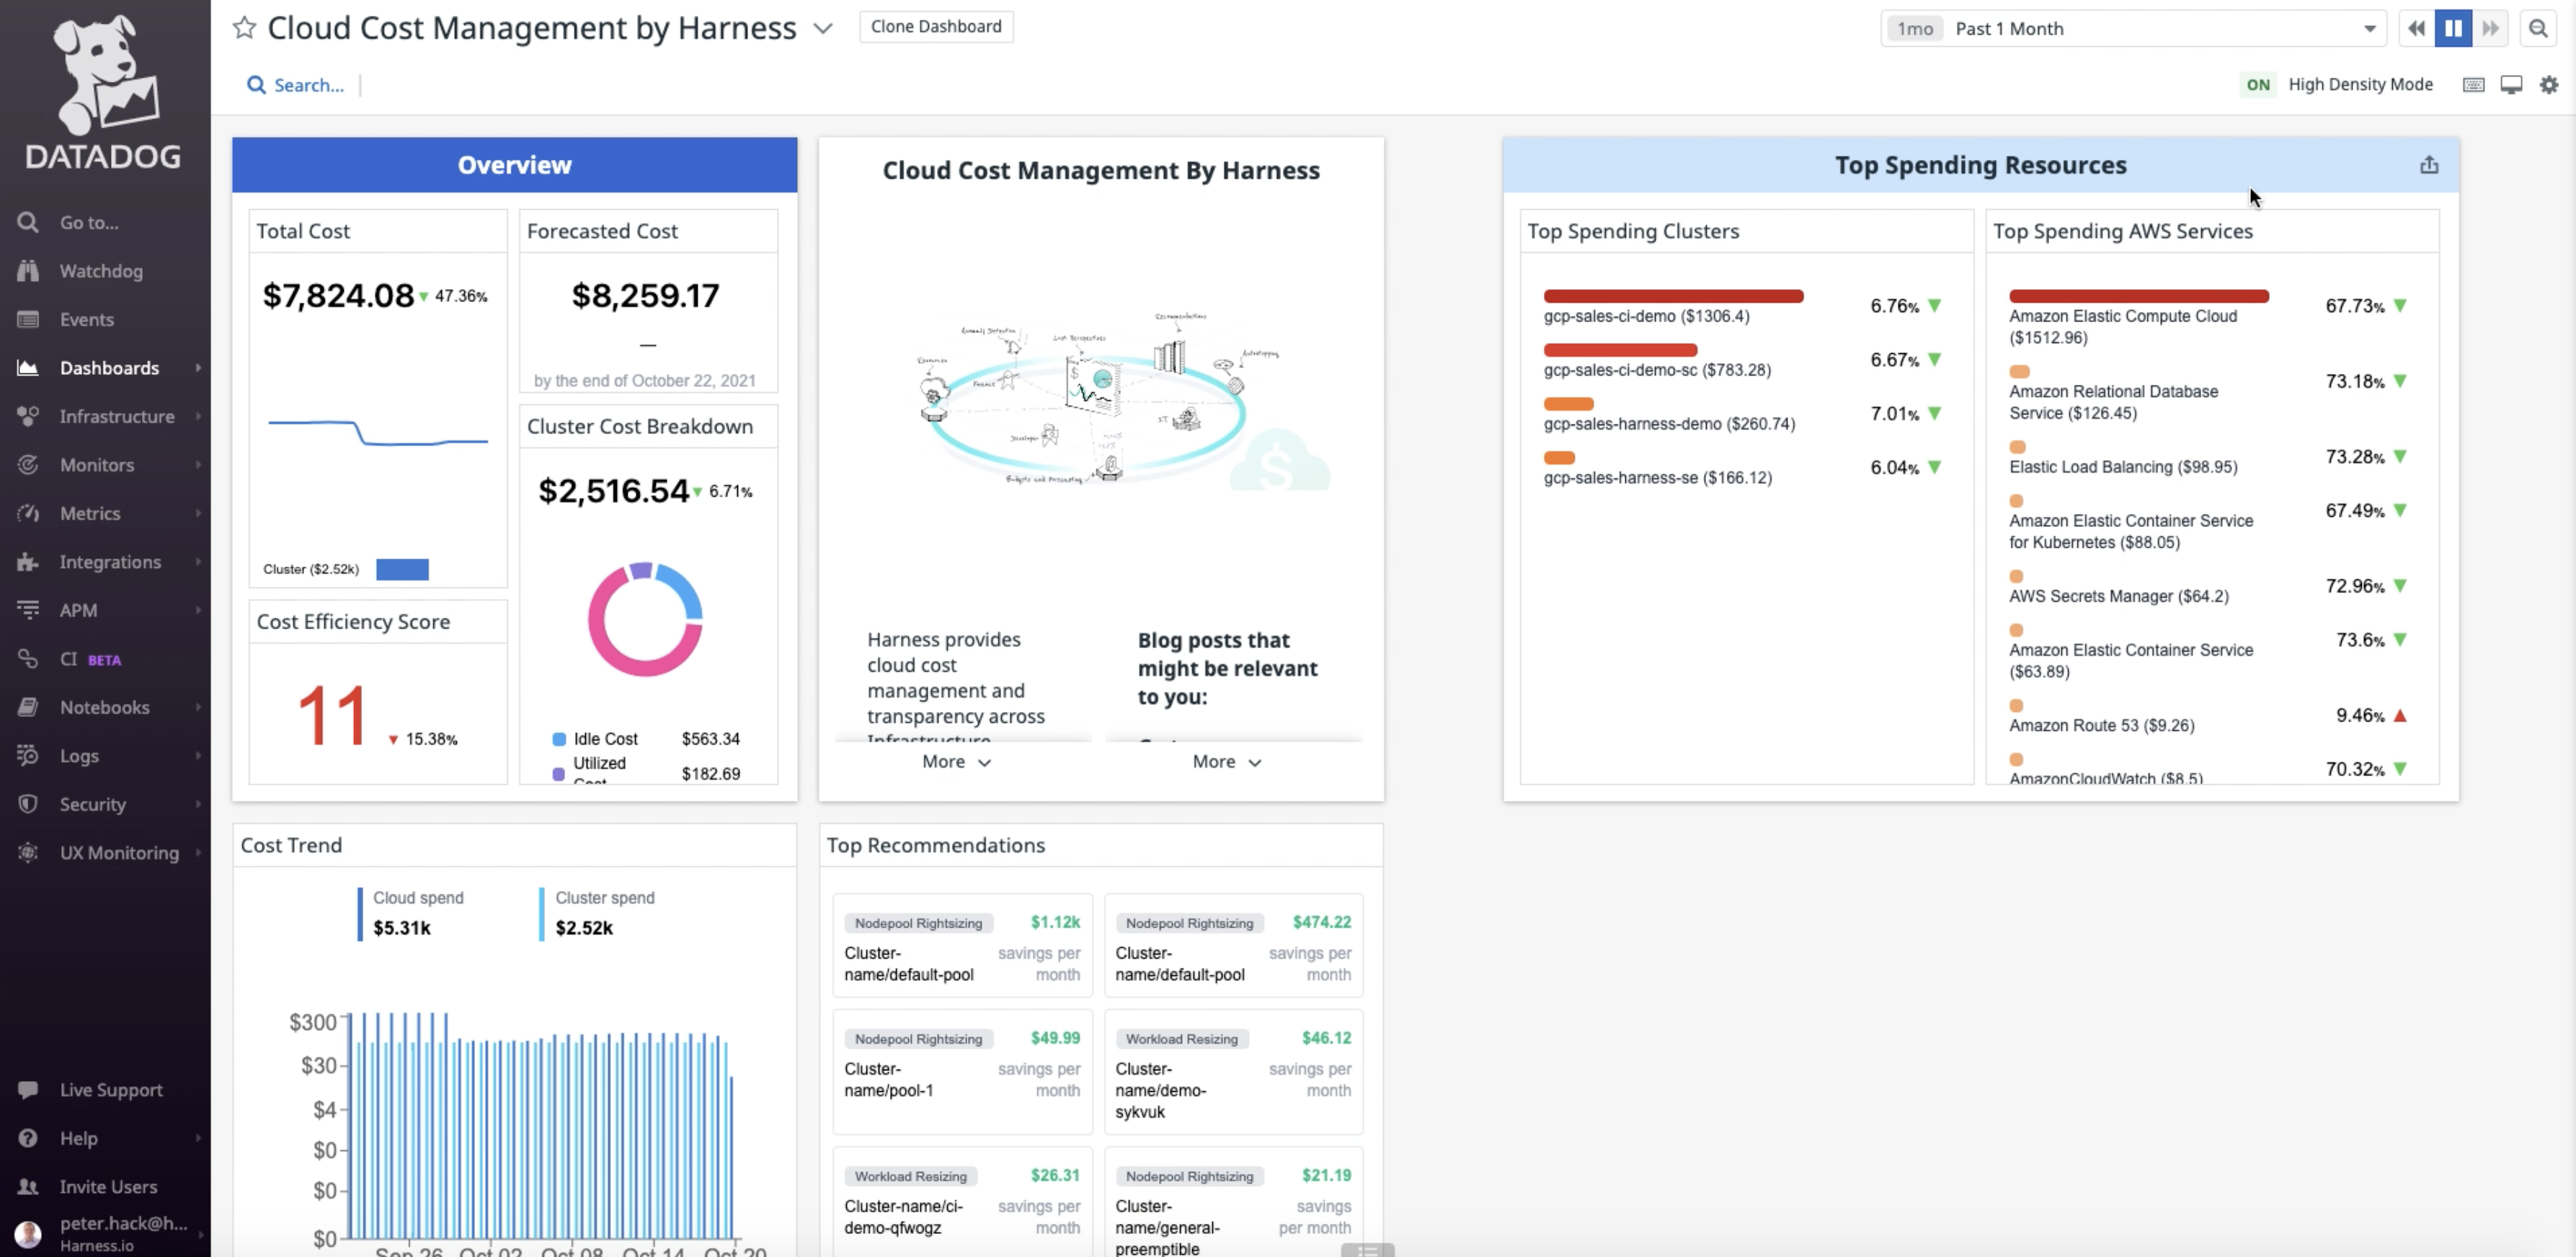 DATADOG
Go to...
Watchdog
Events
Dashboards
Infrastructure
Monitors
Metrics
Integrations
APM
CI BETA
Notebooks
Logs
Security
UX Monitoring
Live Support
Help
Invite Users
peter.hack@h...
Harness.io
Cloud Cost Management by Harness
Clone Dashboard
1mo Past 1 Month
Search...
ON High Density Mode
Overview
Total Cost
$7,824.08 ▼ 47.36%
Cluster ($2.52k)
Forecasted Cost
$8,259.17
—
by the end of October 22, 2021
Cluster Cost Breakdown
$2,516.54 ▼ 6.71%
Idle Cost $563.34
Utilized $182.69
Cost
Cost Efficiency Score
11 ▼ 15.38%
Cloud Cost Management By Harness
Anomaly Detection
Cost Perspectives
Recommendations
Autostopping
Resources
Finance
Developer
IT
Budgets and Forecasting
Harness provides
cloud cost
management and
transparency across
Infrastructure
More
Blog posts that
might be relevant
to you:
More
Top Spending Resources
Top Spending Clusters
gcp-sales-ci-demo ($1306.4) 6.76% ▼
gcp-sales-ci-demo-sc ($783.28) 6.67% ▼
gcp-sales-harness-demo ($260.74) 7.01% ▼
gcp-sales-harness-se ($166.12) 6.04% ▼
Top Spending AWS Services
Amazon Elastic Compute Cloud 67.73% ▼
($1512.96)
Amazon Relational Database 73.18% ▼
Service ($126.45)
Elastic Load Balancing ($98.95) 73.28% ▼
Amazon Elastic Container Service 67.49% ▼
for Kubernetes ($88.05)
AWS Secrets Manager ($64.2) 72.96% ▼
Amazon Elastic Container Service 73.6% ▼
($63.89)
Amazon Route 53 ($9.26) 9.46% ▲
AmazonCloudWatch ($8.5) 70.32% ▼
Cost Trend
Cloud spend
$5.31k
Cluster spend
$2.52k
$300
$30
$4
$0
$0
$0
Sep 26 Oct 02 Oct 08 Oct 14 Oct 20
Top Recommendations
Nodepool Rightsizing $1.12k
Cluster-
name/default-pool
savings per
month
Nodepool Rightsizing $474.22
Cluster-
name/default-pool
savings per
month
Nodepool Rightsizing $49.99
Cluster-
name/pool-1
savings per
month
Workload Resizing $46.12
Cluster-
name/demo-
sykvuk
savings per
month
Workload Resizing $26.31
Cluster-name/ci-
demo-qfwogz
savings per
month
Nodepool Rightsizing $21.19
Cluster-
name/general-
preemptible
savings
per month